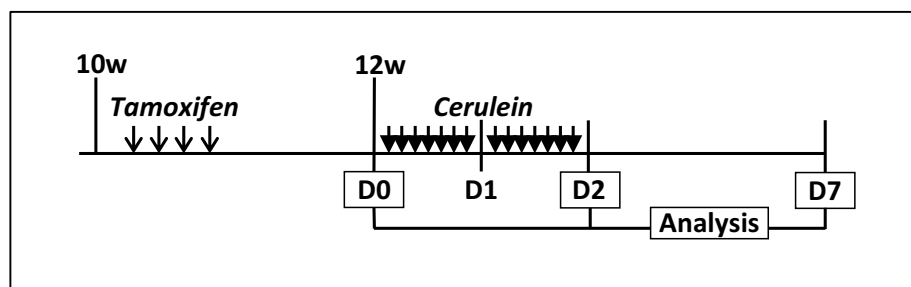 10w 12w
Tamoxifen Cerulein
D0 D1 D2 D7
Analysis